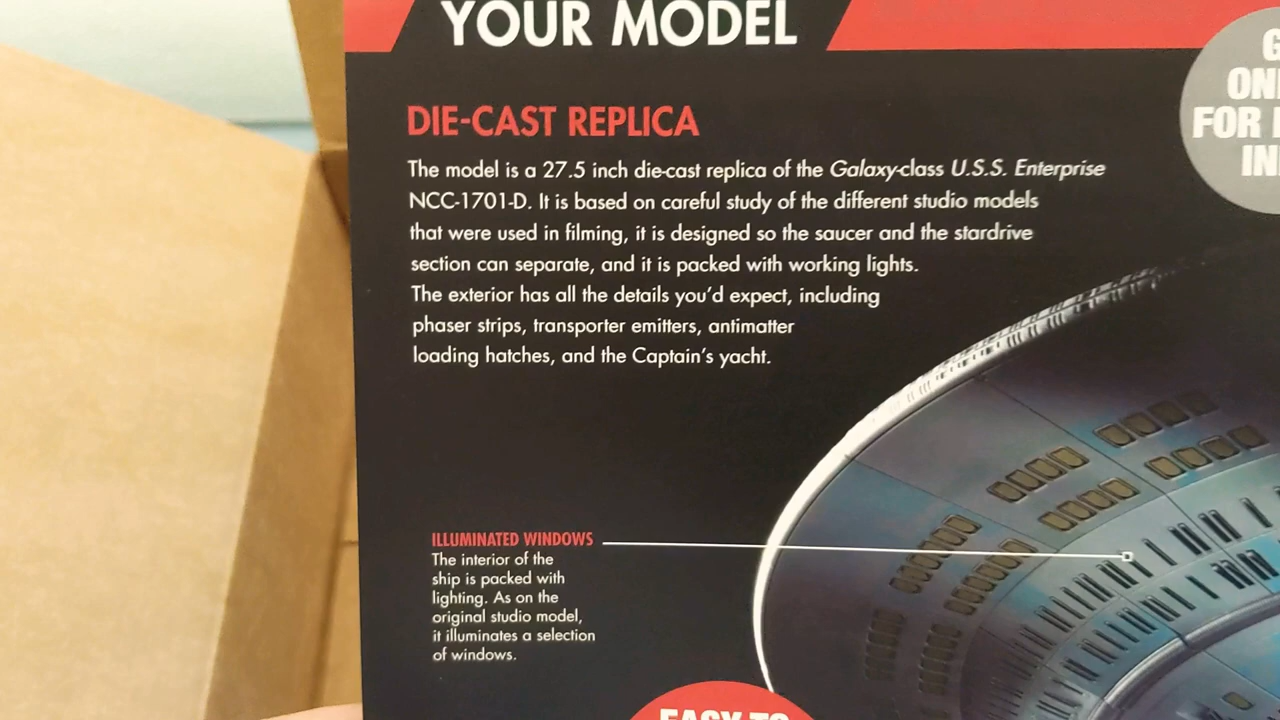 YOUR MODEL
DIE-CAST REPLICA
The model is a 27.5 inch die-cast replica of the Galaxy-class U.S.S. Enterprise
NCC-1701-D. It is based on careful study of the different studio models
that were used in filming, it is designed so the saucer and the stardrive
section can separate, and it is packed with working lights.
The exterior has all the details you'd expect, including
phaser strips, transporter emitters, antimatter
loading hatches, and the Captain's yacht.
FOR
ILLUMINATED WINDOWS
The interior of the
ship is packed with
lighting. As on the
original studio model,
it illuminates a selection
of windows.
EASY TO